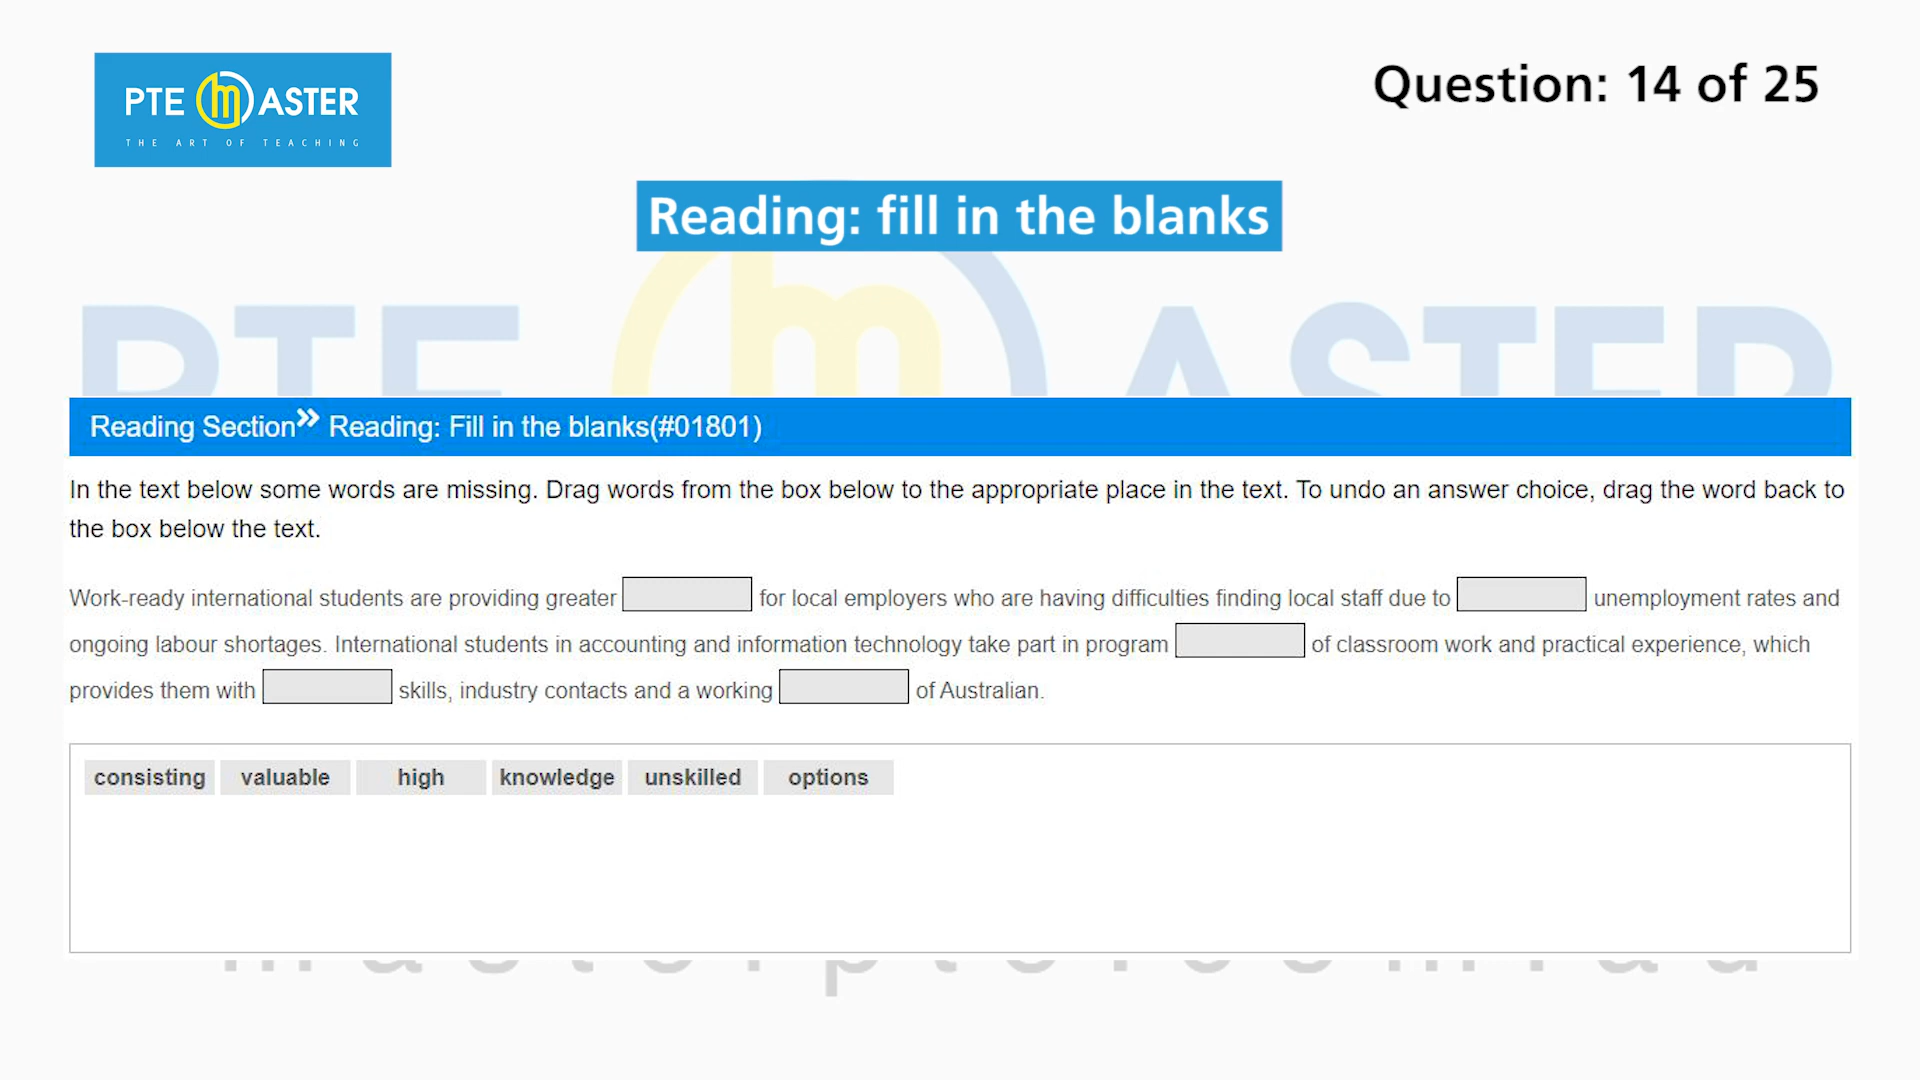 PTE MASTER
THE ART OF TEACHING
Question: 14 of 25
Reading: fill in the blanks
PTE m ASTER
Reading Section» Reading: Fill in the blanks(#01801)
In the text below some words are missing. Drag words from the box below to the appropriate place in the text. To undo an answer choice, drag the word back to
the box below the text.
Work-ready international students are providing greater for local employers who are having difficulties finding local staff due to unemployment rates and
ongoing labour shortages. International students in accounting and information technology take part in program of classroom work and practical experience, which
provides them with skills, industry contacts and a working of Australian.
consisting valuable high knowledge unskilled options